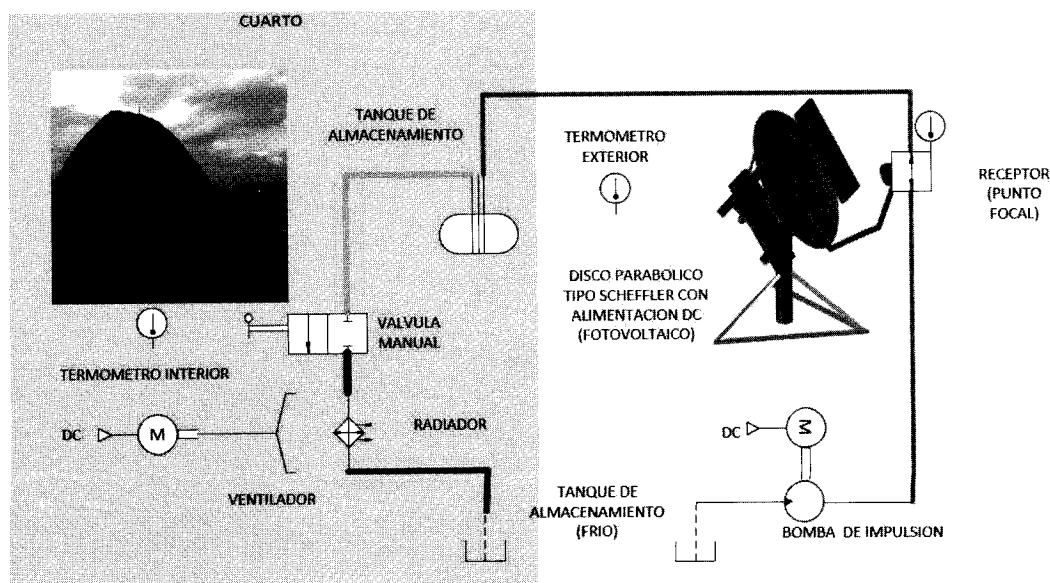 CUARTO
TANQUE DE
ALMACENAMIENTO
TERMOMETRO
EXTERIOR
RECEPTOR
(PUNTO
FOCAL)
DISCO PARABOLICO
TIPO SCHEFFLER CON
ALIMENTACION DC
(FOTOVOLTAICO)
VALVULA
MANUAL
TERMOMETRO INTERIOR
DC
M
RADIADOR
DC
M
VENTILADOR
TANQUE DE
ALMACENAMIENTO
(FRIO)
BOMBA DE IMPULSION